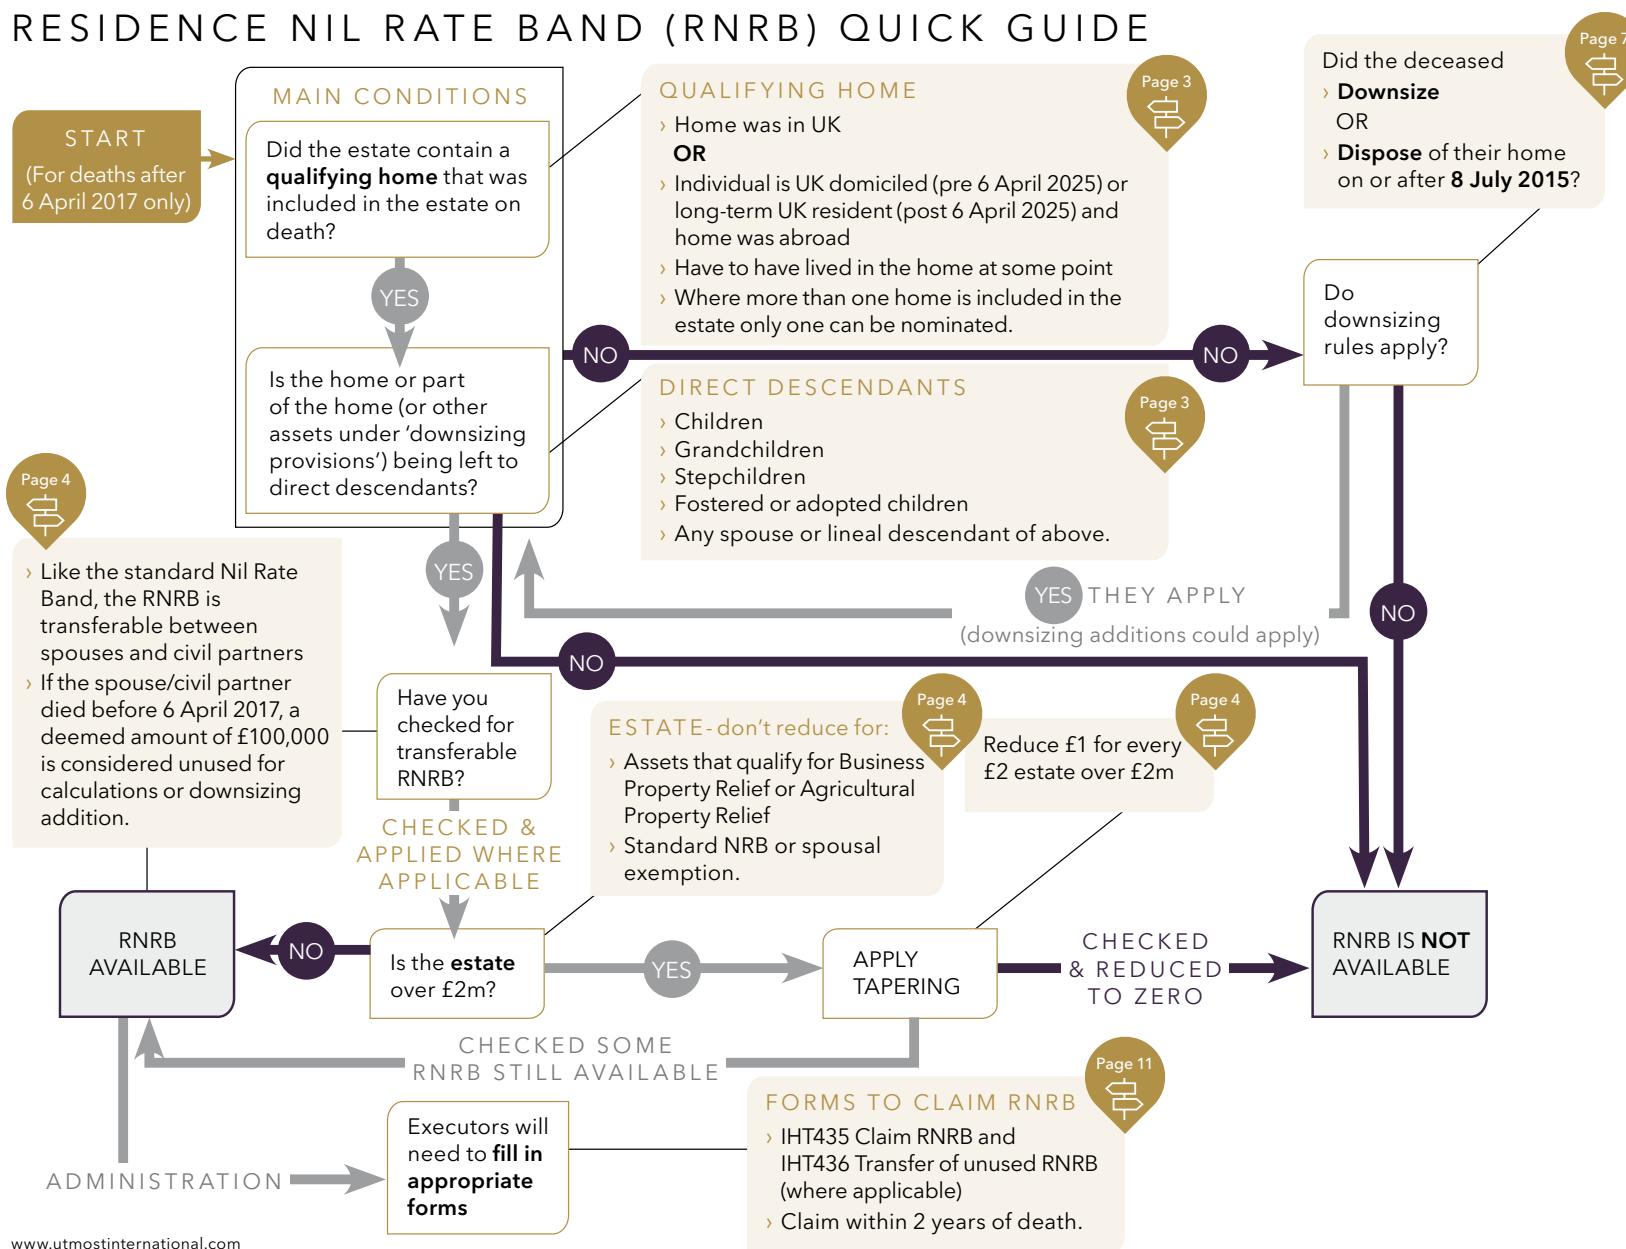 RESIDENCE NIL RATE BAND (RNRB) QUICK GUIDE
START
(For deaths after
6 April 2017 only)
MAIN CONDITIONS
Did the estate contain a
qualifying home that was
included in the estate on
death?
YES
Is the home or part
of the home (or other
assets under ‘downsizing
provisions’) being left to
direct descendants?
Page 3
QUALIFYING HOME
› Home was in UK
OR
› Individual is UK domiciled (pre 6 April 2025) or
long-term UK resident (post 6 April 2025) and
home was abroad
› Have to have lived in the home at some point
› Where more than one home is included in the
estate only one can be nominated.
Page 7
Did the deceased
› Downsize
OR
› Dispose of their home
on or after 8 July 2015?
NO
NO
Do
downsizing
rules apply?
Page 3
DIRECT DESCENDANTS
› Children
› Grandchildren
› Stepchildren
› Fostered or adopted children
› Any spouse or lineal descendant of above.
YES
YES THEY APPLY
(downsizing additions could apply)
NO
NO
Page 4
› Like the standard Nil Rate
Band, the RNRB is
transferable between
spouses and civil partners
› If the spouse/civil partner
died before 6 April 2017, a
deemed amount of £100,000
is considered unused for
calculations or downsizing
addition.
Have you
checked for
transferable
RNRB?
CHECKED &
APPLIED WHERE
APPLICABLE
Page 4
ESTATE- don’t reduce for:
› Assets that qualify for Business
Property Relief or Agricultural
Property Relief
› Standard NRB or spousal
exemption.
Page 4
Reduce £1 for every
£2 estate over £2m
RNRB
AVAILABLE
NO
Is the estate
over £2m?
YES
APPLY
TAPERING
CHECKED
& REDUCED
TO ZERO
RNRB IS NOT
AVAILABLE
CHECKED SOME
RNRB STILL AVAILABLE
ADMINISTRATION
Executors will
need to fill in
appropriate
forms
Page 11
FORMS TO CLAIM RNRB
› IHT435 Claim RNRB and
IHT436 Transfer of unused RNRB
(where applicable)
› Claim within 2 years of death.
www.utmostinternational.com